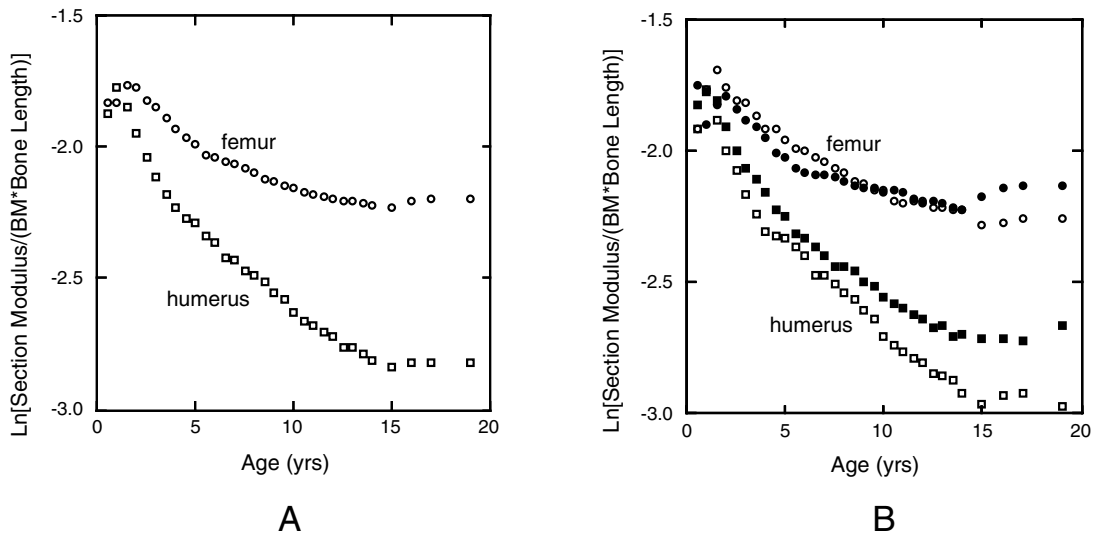 Ln[Section Modulus/(BM*Bone Length)]
-1.5
-2.0
-2.5
-3.0
femur
humerus
0
5
10
15
20
Age (yrs)
A
Ln[Section Modulus/(BM*Bone Length)]
-1.5
-2.0
-2.5
-3.0
femur
humerus
0
5
10
15
20
Age (yrs)
B